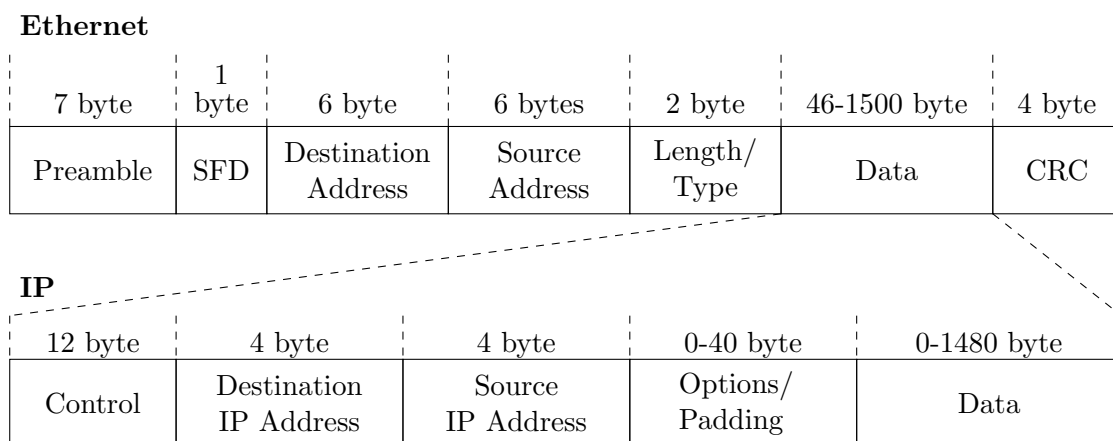 Ethernet
1
7 byte byte 6 byte 6 bytes 2 byte 46-1500 byte 4 byte
Destination Source Length/
Preamble SFD Data CRC
Address Address Type
IP
12 byte 4 byte 4 byte 0-40 byte 0-1480 byte
Destination Source Options/
Control Data
IP Address IP Address Padding